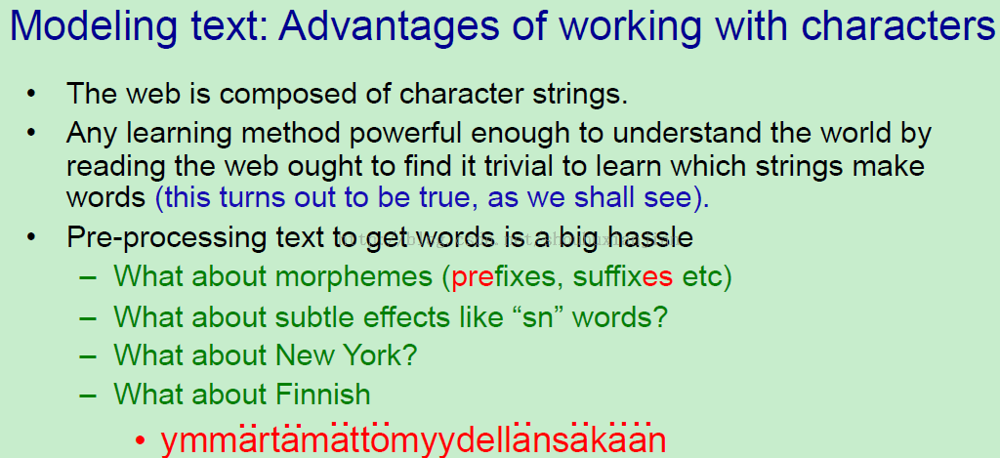 Modeling text: Advantages of working with characters
• The web is composed of character strings.
• Any learning method powerful enough to understand the world by
reading the web ought to find it trivial to learn which strings make
words (this turns out to be true, as we shall see).
• Pre-processing text to get words is a big hassle
– What about morphemes (prefixes, suffixes etc)
– What about subtle effects like “sn” words?
– What about New York?
– What about Finnish
• ymmärtämättömyydellänsäkään